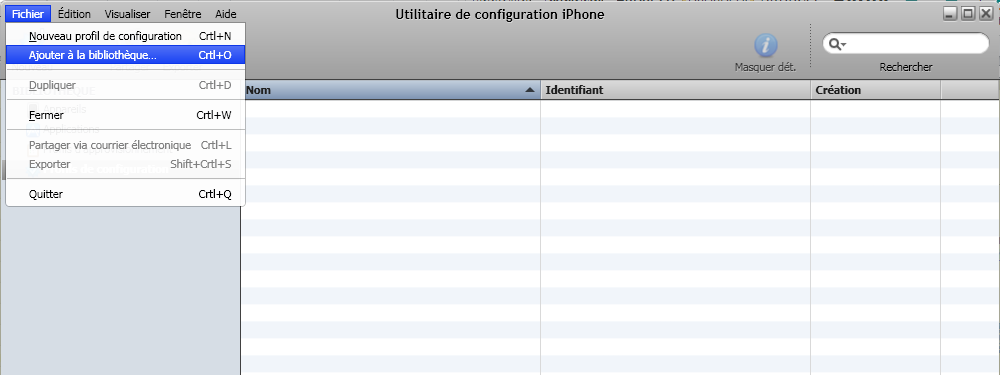 Utilitaire de configuration iPhone
Fichier Édition Visualiser Fenêtre Aide
Nouveau profil de configuration Crtl+N
Ajouter à la bibliothèque... Crtl+O
Dupliquer Crtl+D
Fermer Crtl+W
Partager via courrier électronique Crtl+L
Exporter Shift+Crtl+S
Quitter Crtl+Q
Masquer dét.
Rechercher
Nom Identifiant Création